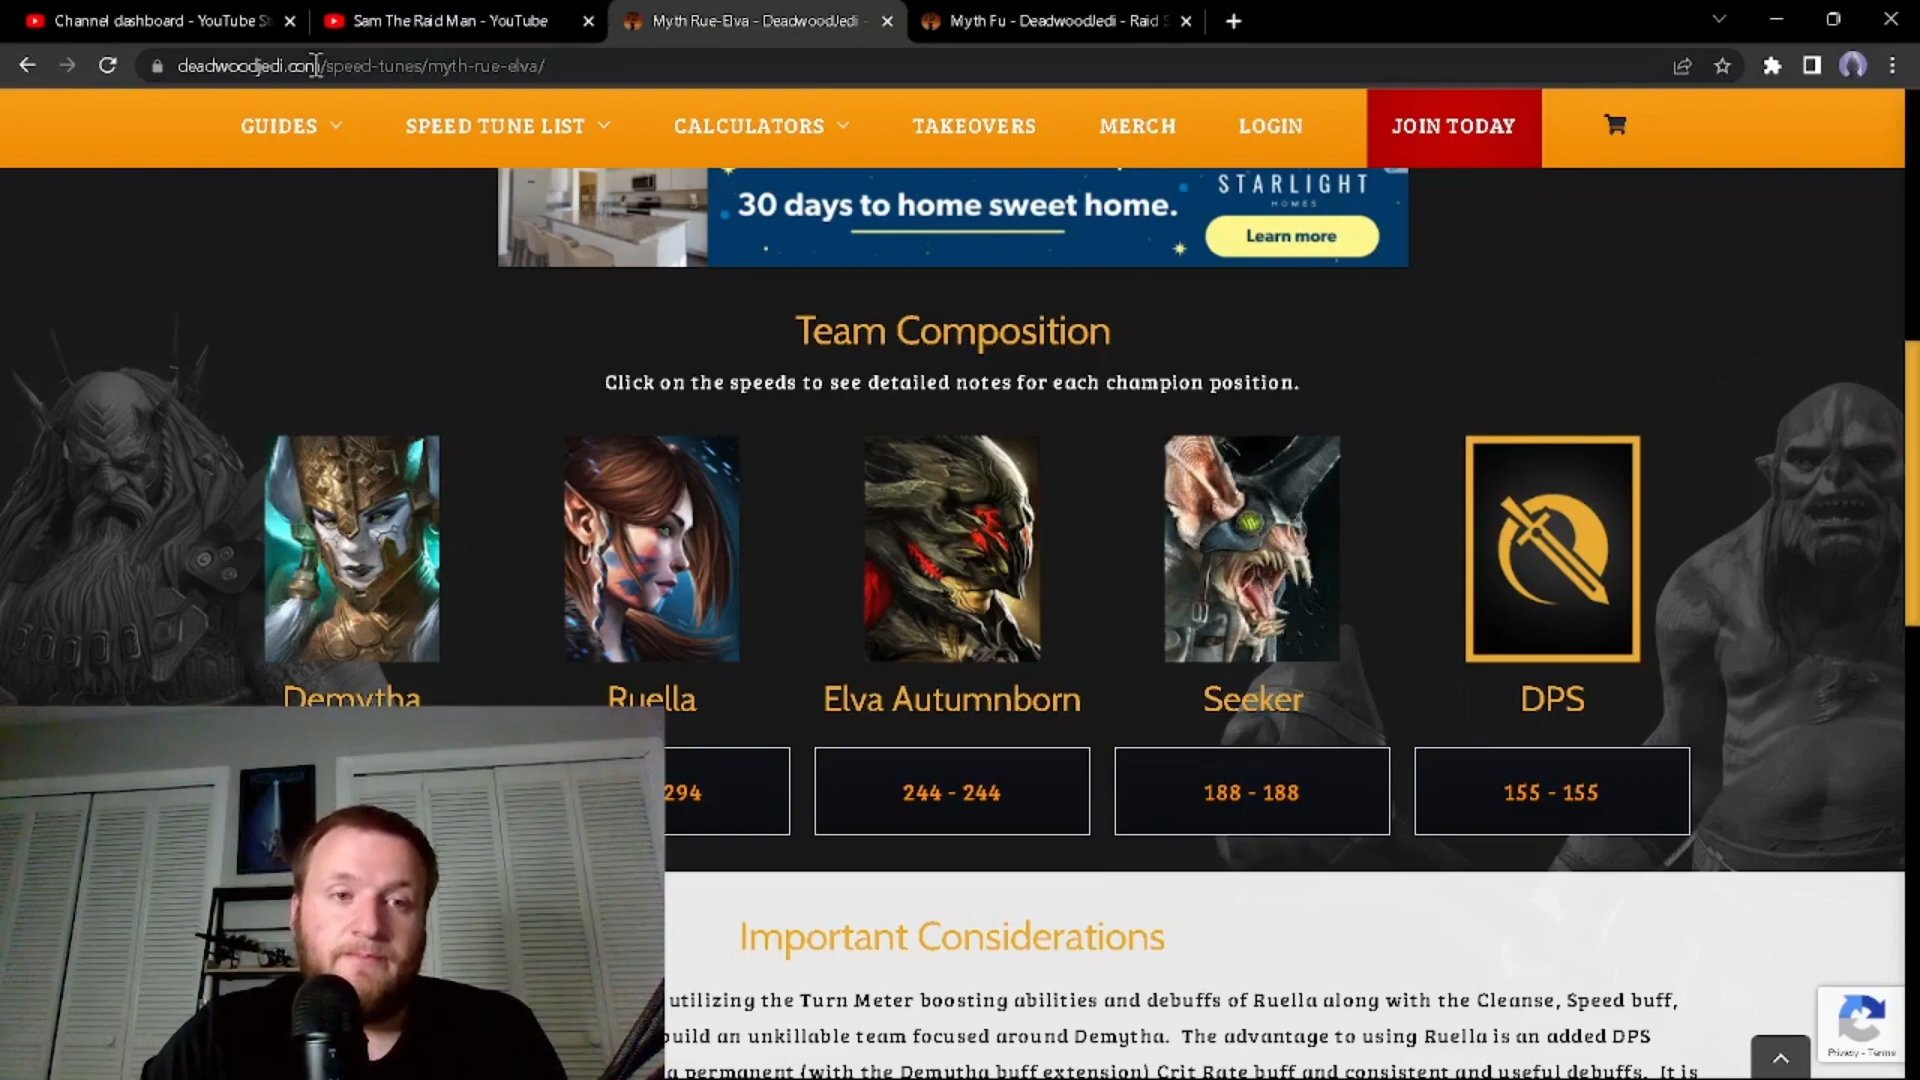 Channel dashboard - YouTube St
Sam The Raid Man - YouTube
Myth Rue-Elva - DeadwoodJedi -
Myth Fu - DeadwoodJedi - Raid S
deadwoodjedi.com/speed-tunes/myth-rue-elva/
GUIDES
SPEED TUNE LIST
CALCULATORS
TAKEOVERS
MERCH
LOGIN
JOIN TODAY
30 days to home sweet home.
STARLIGHT
HOMES
Learn more
Team Composition
Click on the speeds to see detailed notes for each champion position.
Demytha
Ruella
Elva Autumnborn
Seeker
DPS
294
244 - 244
188 - 188
155 - 155
Important Considerations
utilizing the Turn Meter boosting abilities and debuffs of Ruella along with the Cleanse, Speed buff,
build an unkillable team focused around Demytha. The advantage to using Ruella is an added DPS
a permanent (with the Demytha buff extension) Crit Rate buff and consistent and useful debuffs. It is
Privacy - Terms